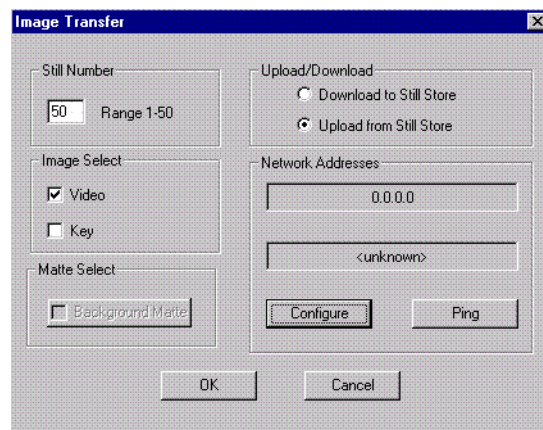 Image Transfer
Still Number
50 Range 1-50
Upload/Download
Download to Still Store
Upload from Still Store
Image Select
Video
Key
Matte Select
Background Matte
Network Addresses
0.0.0.0
<unknown>
Configure Ping
OK Cancel